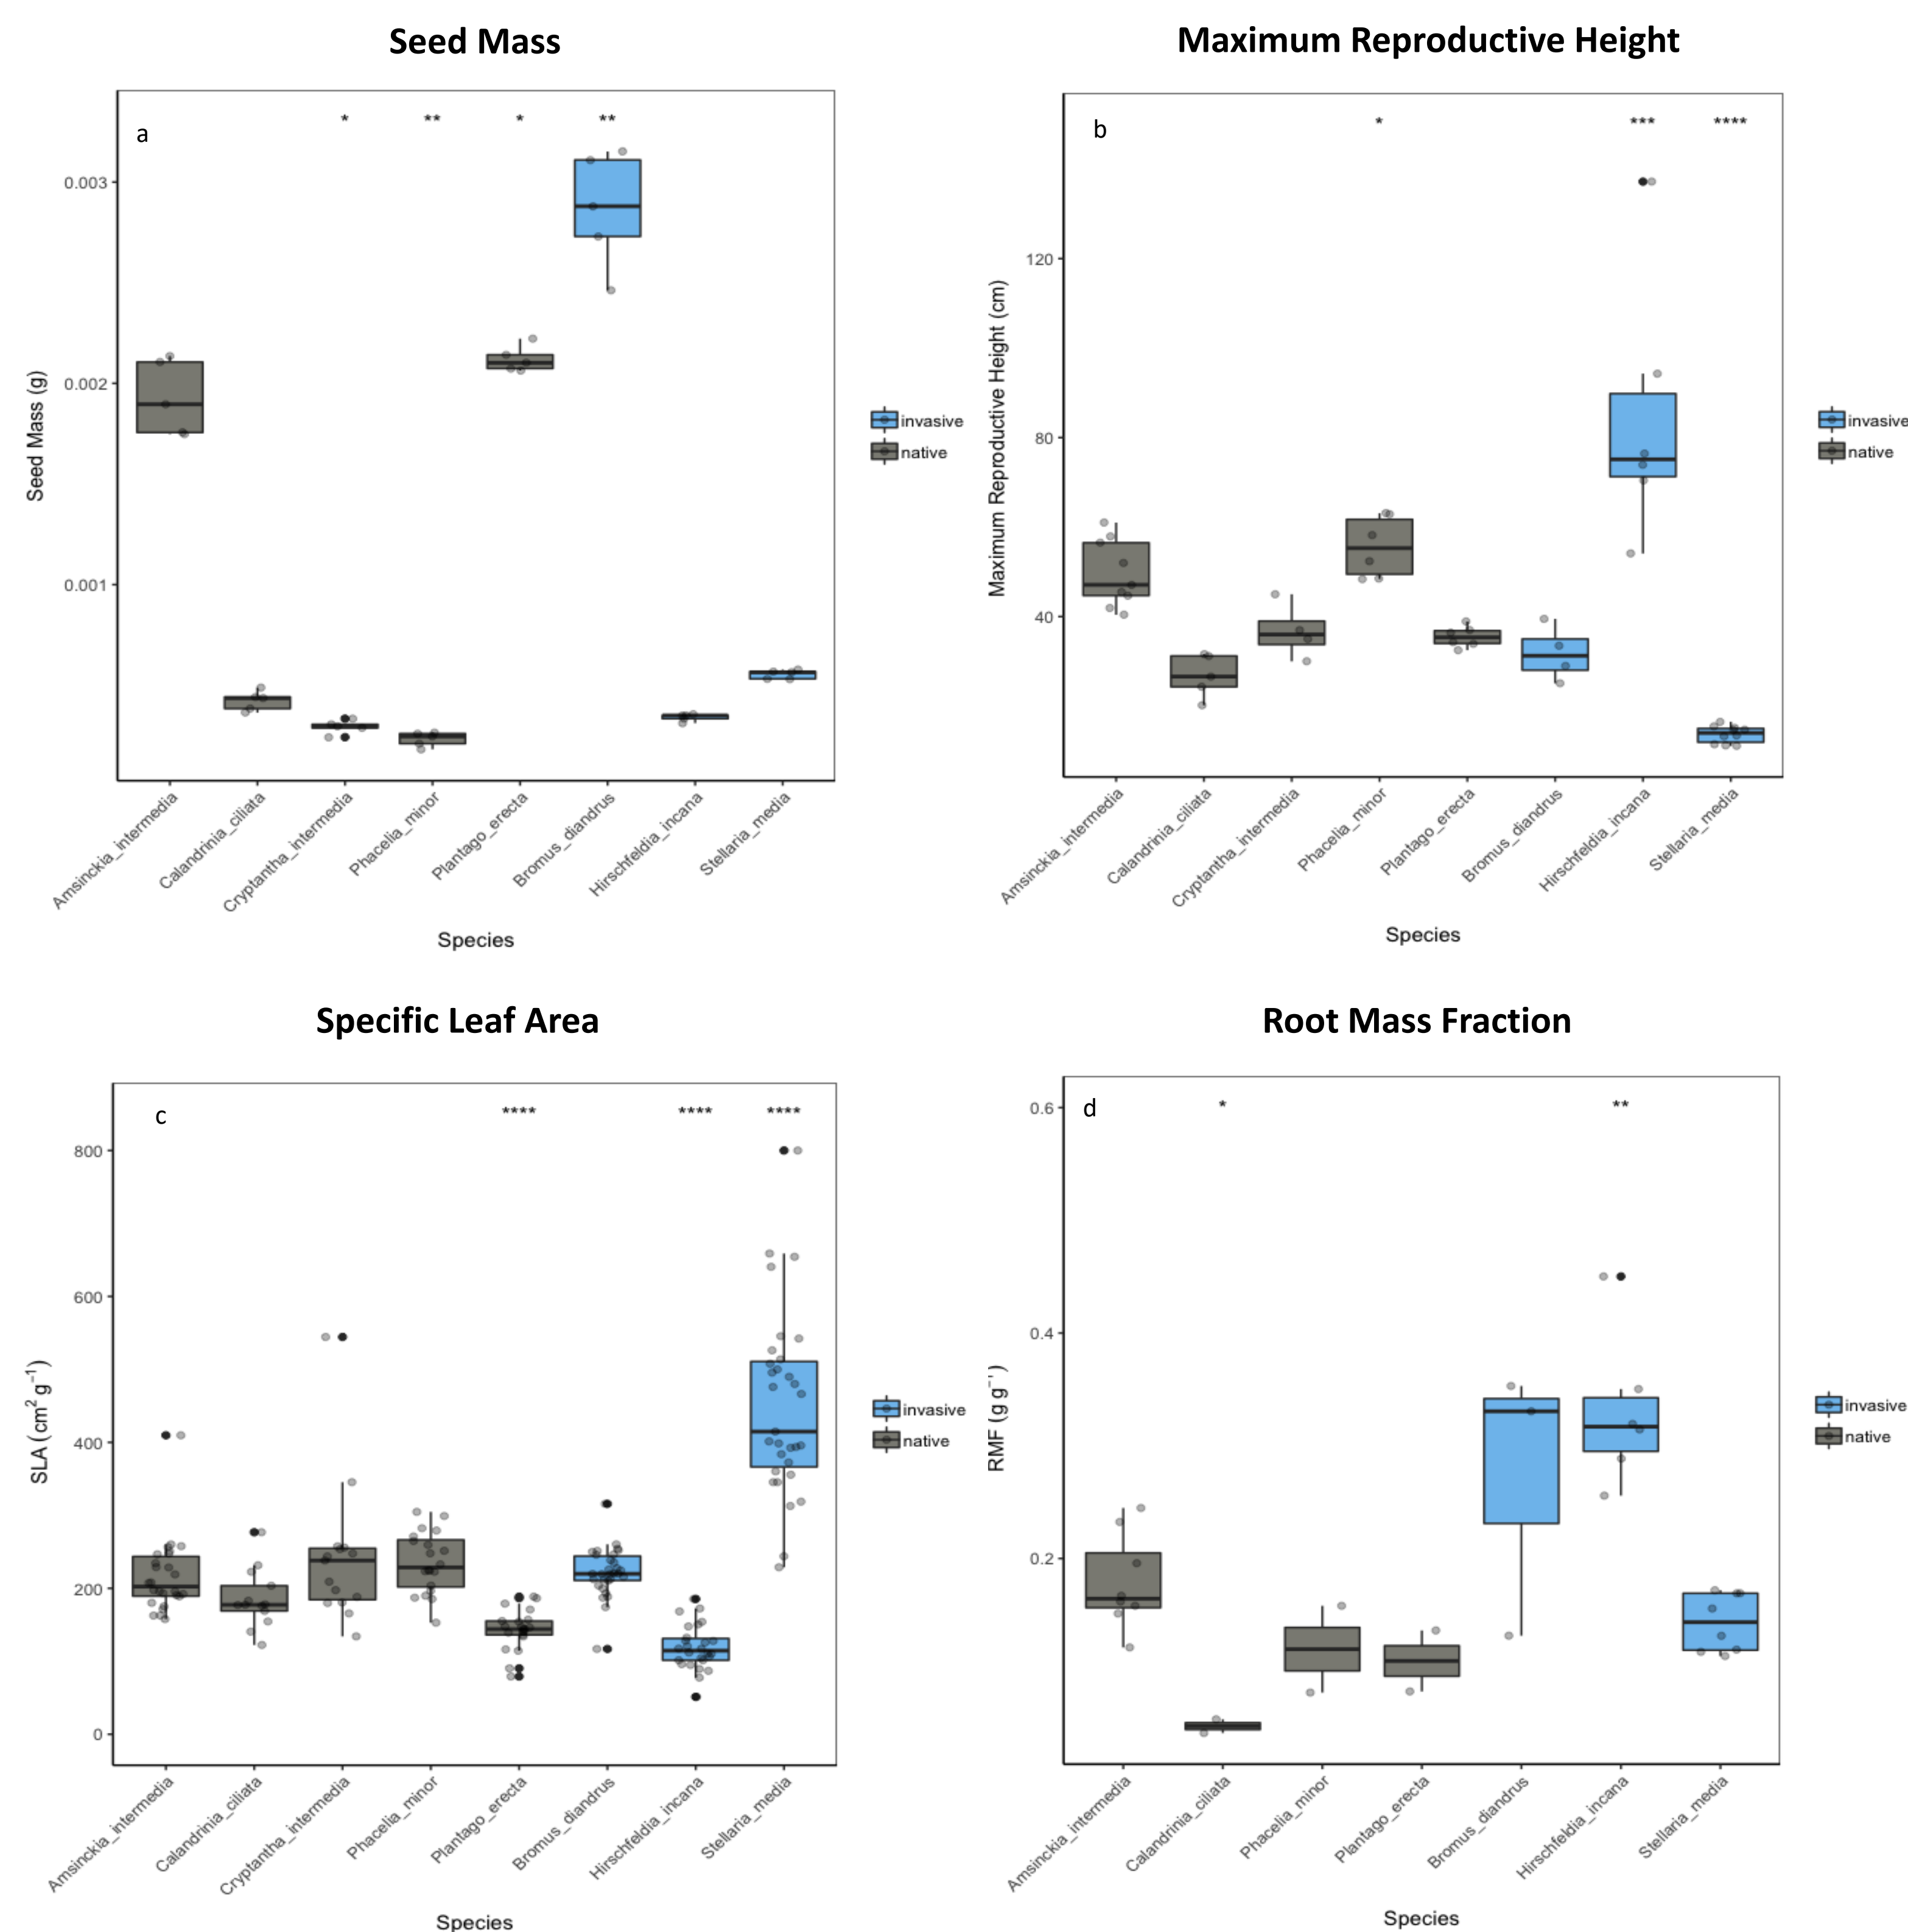 Seed Mass
a
* ** * **
0.003
0.002
0.001
Seed Mass (g)
invasive
native
Amsinckia_intermedia
Calandrinia_ciliata
Cryptantha_intermedia
Phacelia_minor
Plantago_erecta
Bromus_diandrus
Hirschfeldia_incana
Stellaria_media
Species
Maximum Reproductive Height
b
* *** ****
120
80
40
Maximum Reproductive Height (cm)
invasive
native
Amsinckia_intermedia
Calandrinia_ciliata
Cryptantha_intermedia
Phacelia_minor
Plantago_erecta
Bromus_diandrus
Hirschfeldia_incana
Stellaria_media
Species
Specific Leaf Area
c
**** **** ****
800
600
400
200
0
SLA (cm² g⁻¹)
invasive
native
Amsinckia_intermedia
Calandrinia_ciliata
Cryptantha_intermedia
Phacelia_minor
Plantago_erecta
Bromus_diandrus
Hirschfeldia_incana
Stellaria_media
Species
Root Mass Fraction
d
* **
0.6
0.4
0.2
RMF (g g⁻¹)
invasive
native
Amsinckia_intermedia
Calandrinia_ciliata
Phacelia_minor
Plantago_erecta
Bromus_diandrus
Hirschfeldia_incana
Stellaria_media
Species